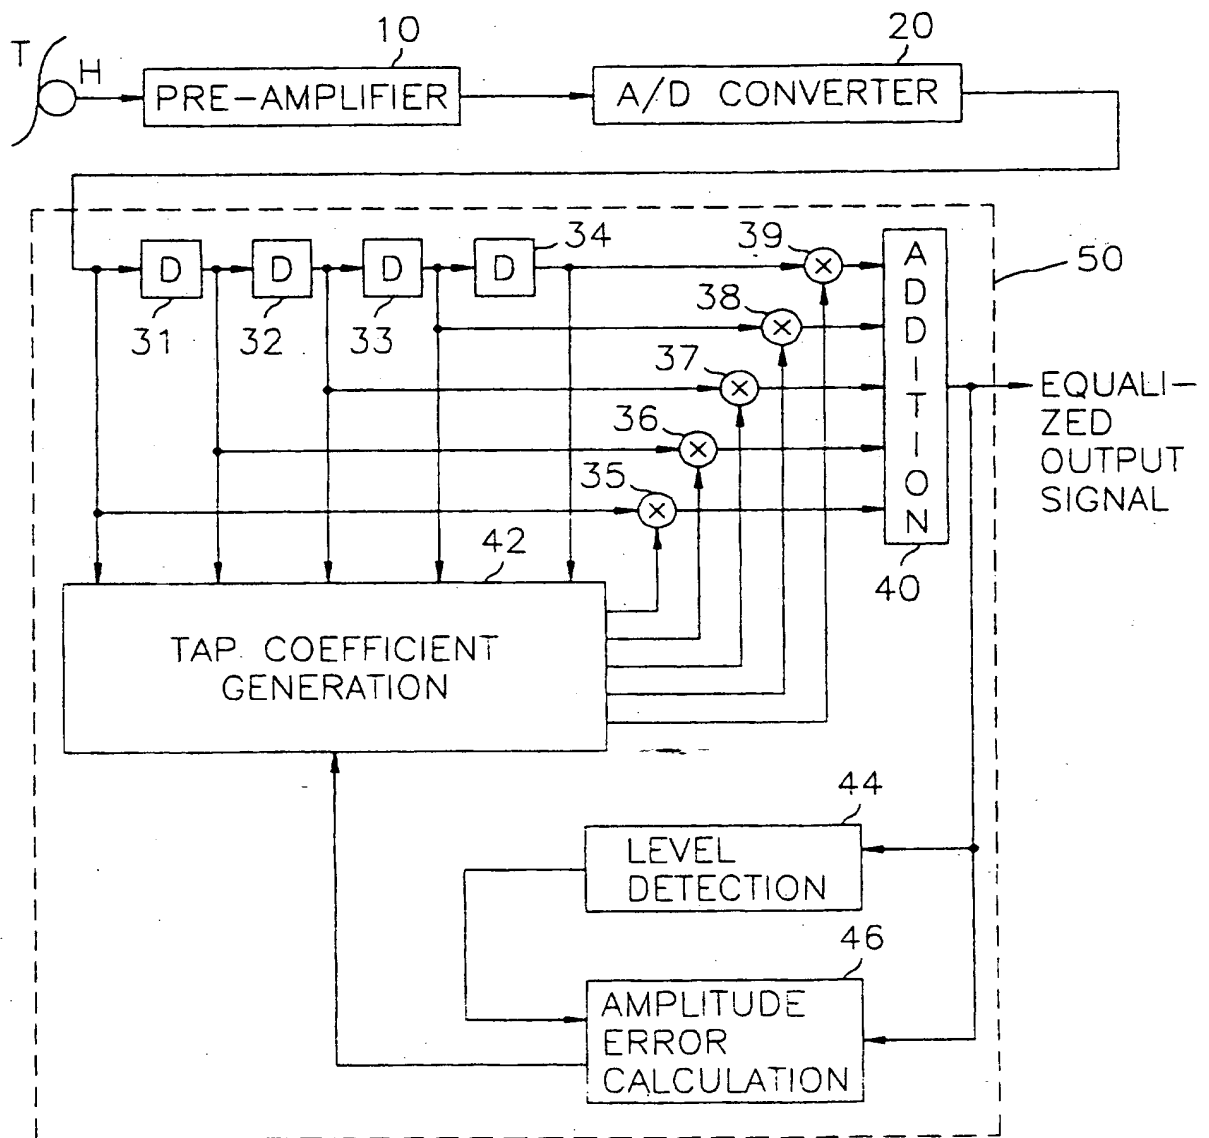 10
20
T
H
PRE-AMPLIFIER
A/D CONVERTER
34
39
50
D
D
D
D
31
32
33
38
37
36
35
ADDITION
40
EQUALI-
ZED
OUTPUT
SIGNAL
42
TAP COEFFICIENT
GENERATION
44
LEVEL
DETECTION
46
AMPLITUDE
ERROR
CALCULATION